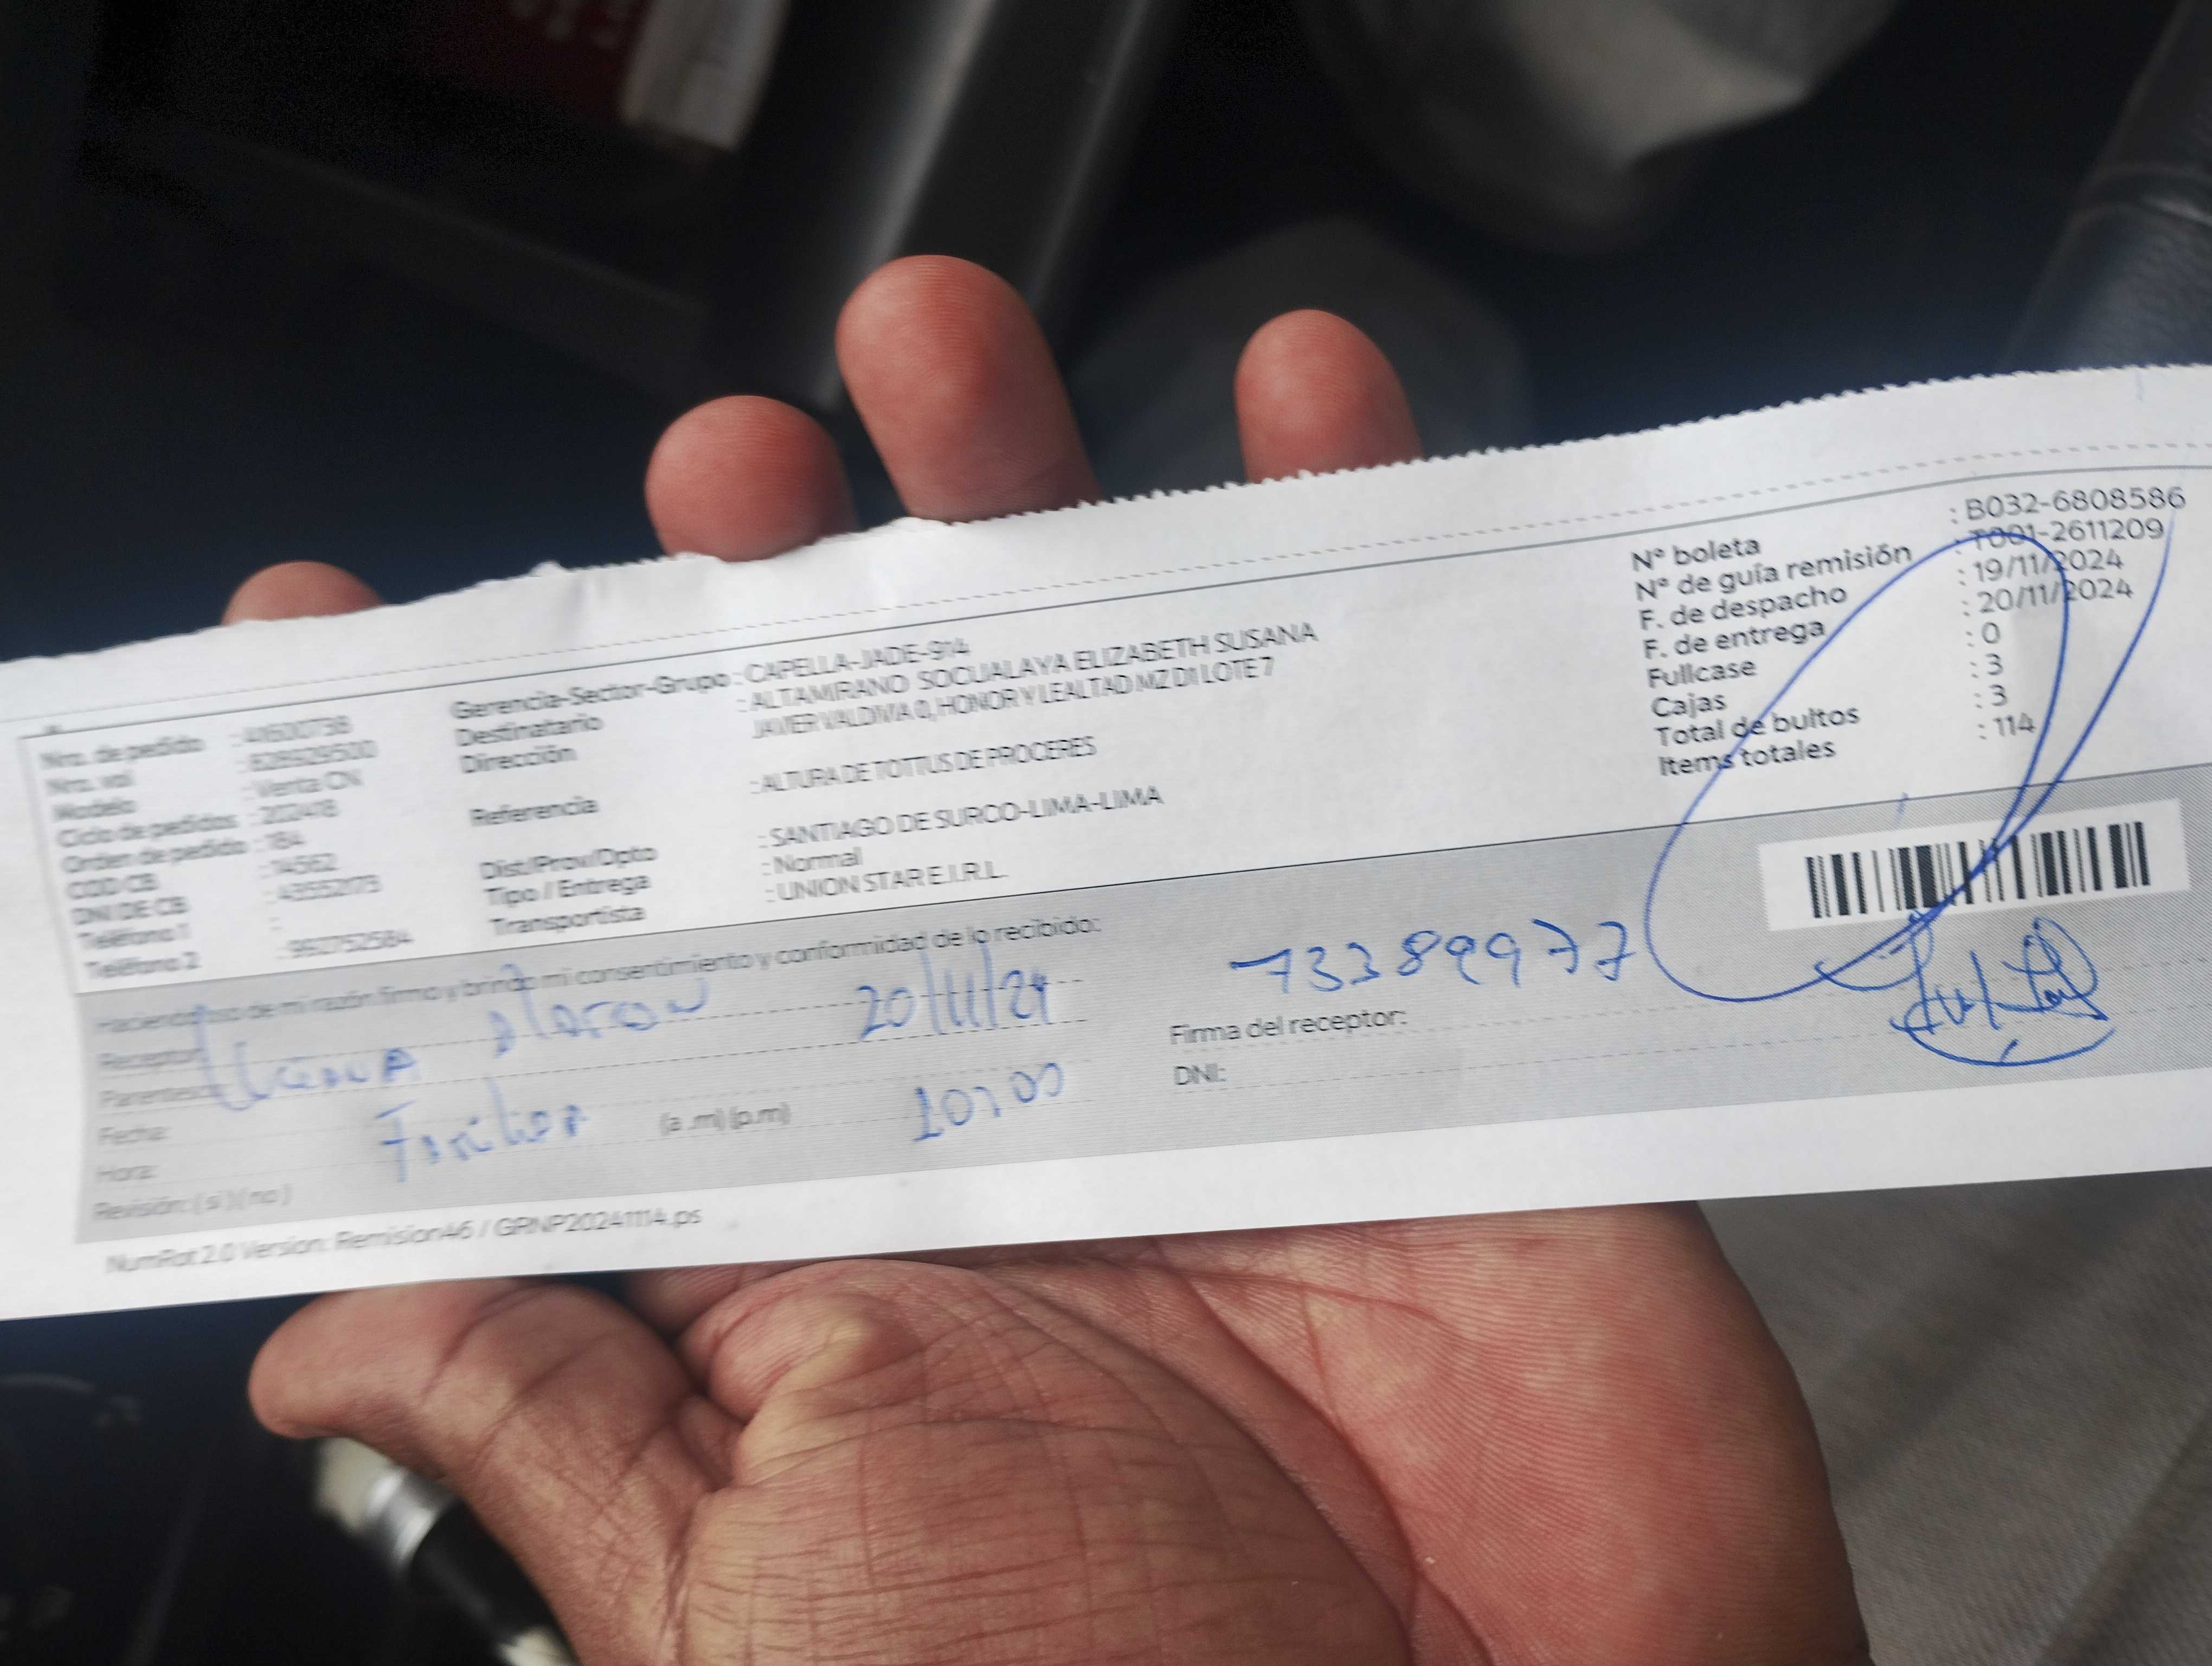 Nro. de pedido : 41600738
Nro. val : 828929500
Modelo : Venta CN
Ciclo de pedidos : 202418
Orden de pedido : 184
COD CB : 74562
DNI DE CB : 43552173
Teléfono 1 :
Teléfono 2 : 992752584
Gerencia-Sector-Grupo : CAPELLA-JADE-914
Destinatario : ALTAMIRANO SOCUALAYA ELIZABETH SUSANA
Dirección JAVIER VALDIVIA 0, HONOR Y LEALTAD MZ D1 LOTE 7
Referencia : ALTURA DE TOTTUS DE PROCERES
Dist/Prov/Dpto : SANTIAGO DE SURCO-LIMA-LIMA
Tipo / Entrega : Normal
Transportista : UNION STAR E.I.R.L.
N° boleta : B032-6808586
N° de guía remisión : T001-2611209
F. de despacho : 19/11/2024
F. de entrega : 20/11/2024
Fullcase : 0
Cajas : 3
Total de bultos : 3
Items totales : 114
Haciendo uso de mi razón firmo y brindo mi consentimiento y conformidad de lo recibido:
Receptor:
Parentesco
Fecha: 20/11/24
Hora: (a .m) (p.m) 10:00
Revisión: ( si ) ( no )
73389977
Firma del receptor:
DNI:
NumRot 2.0 Version: Remision46 / GRNP20241114.ps